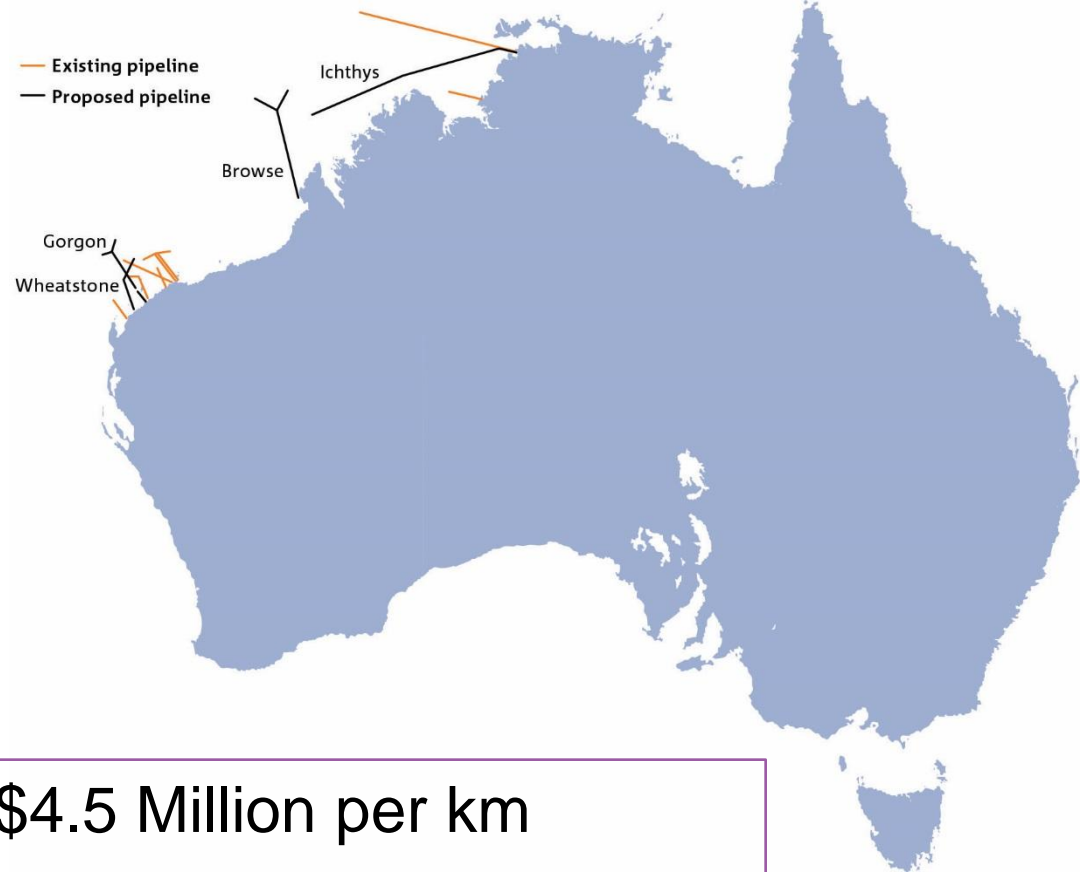 Existing pipeline
Proposed pipeline
Ichthys
Browse
Gorgon
Wheatstone
$4.5 Million per km